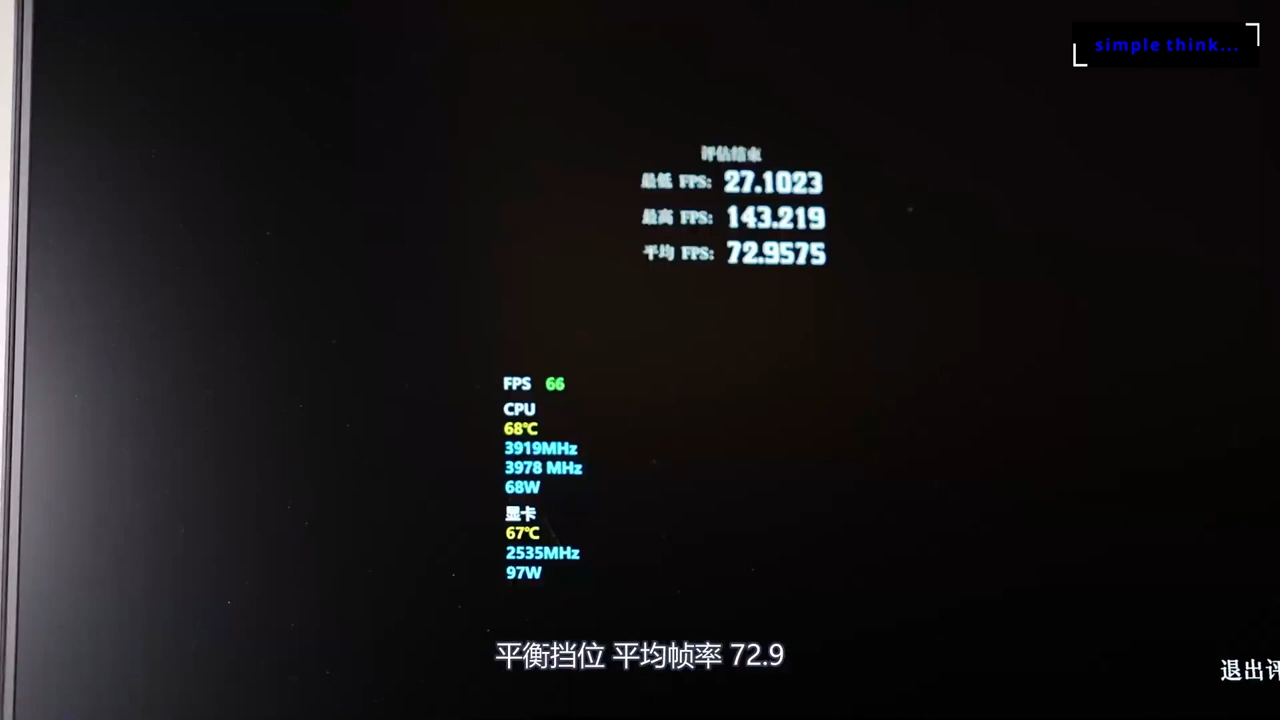 simple think...
评估结束
最低 FPS: 27.1023
最高 FPS: 143.219
平均 FPS: 72.9575
FPS 66
CPU
68℃
3919MHz
3978 MHz
68W
显卡
67℃
2535MHz
97W
平衡挡位 平均帧率 72.9
退出评